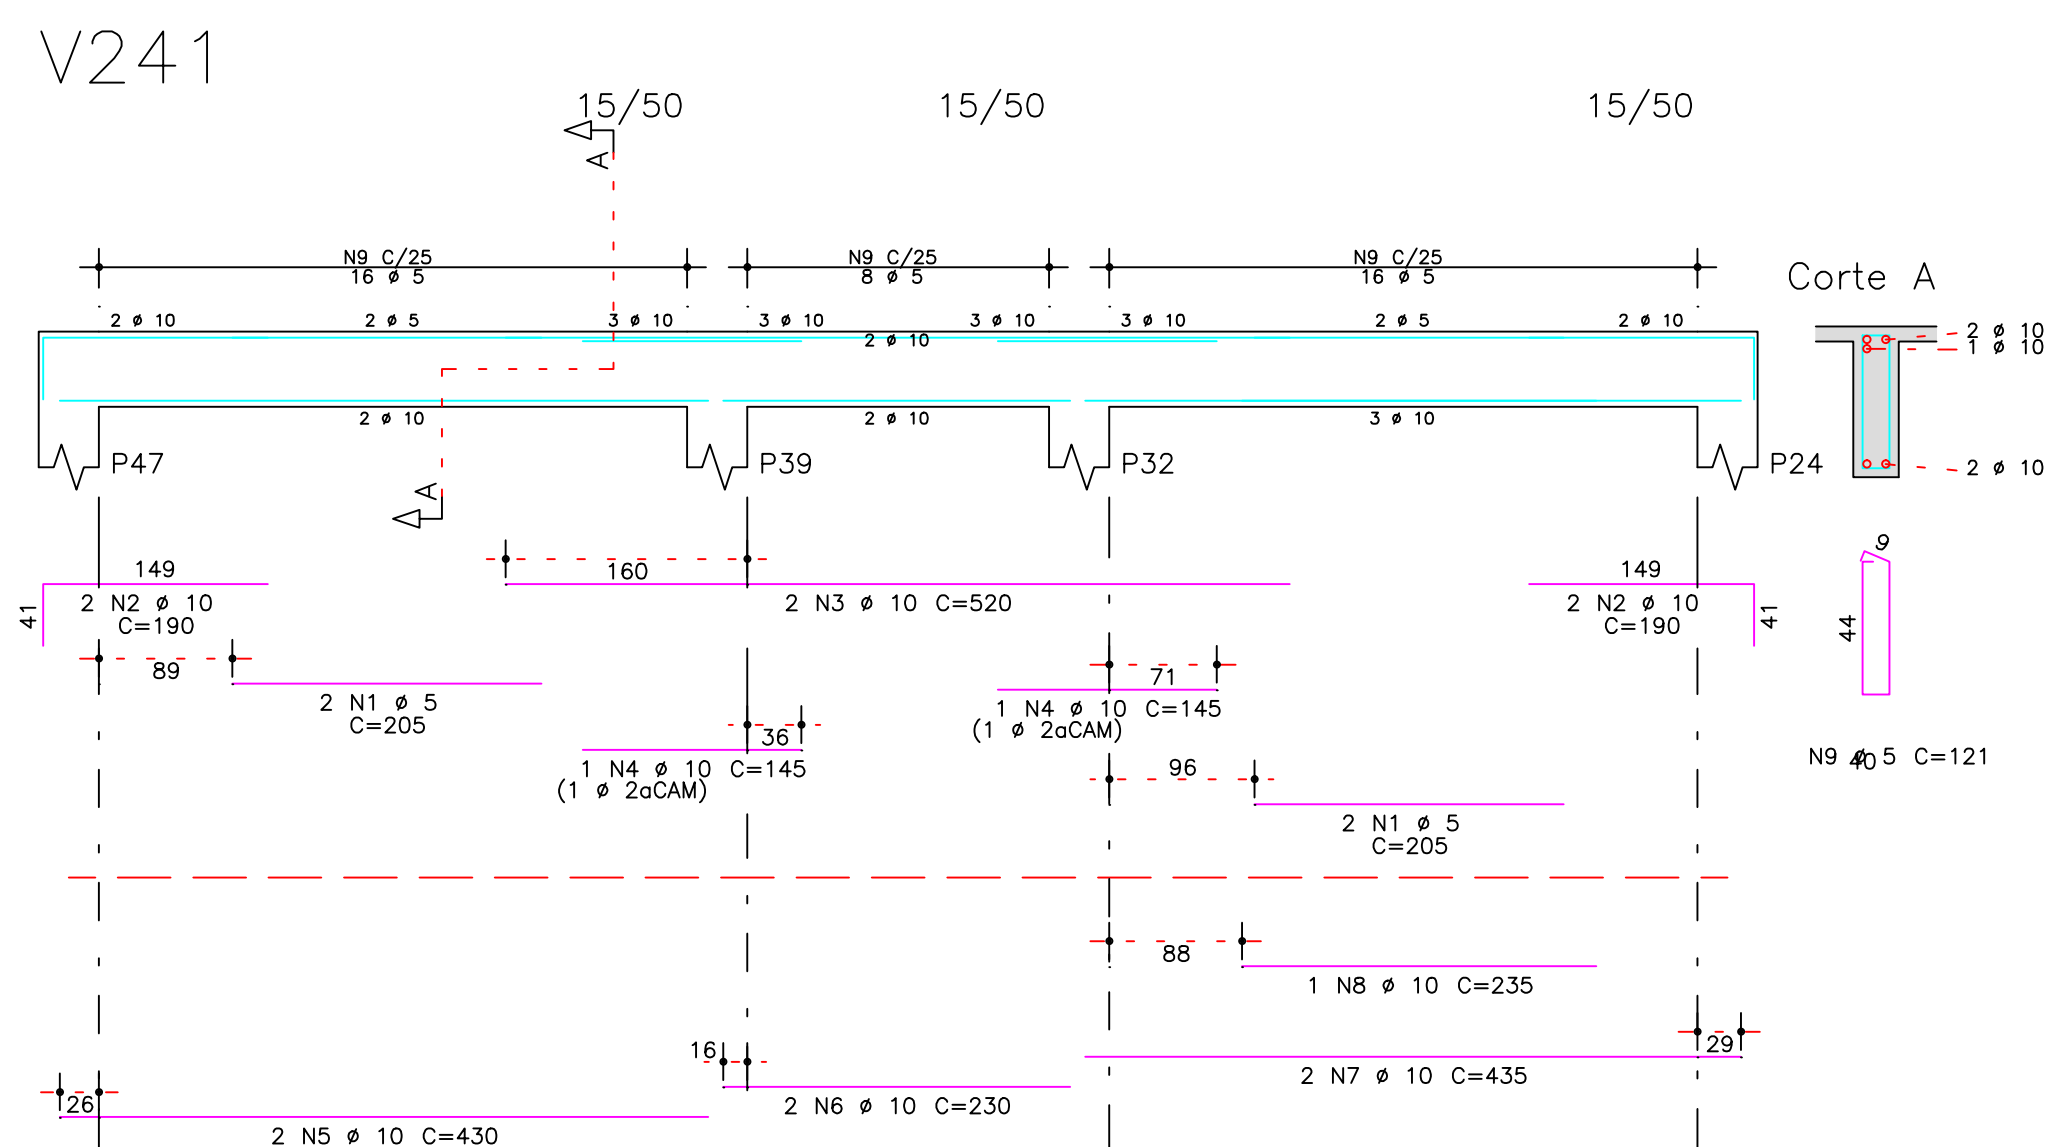 V241
15/50 15/50 15/50
A
N9 C/25 N9 C/25 N9 C/25
16 ø 5 8 ø 5 16 ø 5
Corte A
2 ø 10 2 ø 5 3 ø 10 3 ø 10 3 ø 10 3 ø 10 2 ø 5 2 ø 10
2 ø 10
2 ø 10
1 ø 10
2 ø 10 2 ø 10 3 ø 10
P47 P39 P32 P24
2 ø 10
A
149 160 149
9
41 2 N2 ø 10 2 N3 ø 10 C=520 2 N2 ø 10 41
C=190 C=190
44
89 71
2 N1 ø 5 1 N4 ø 10 C=145
C=205 (1 ø 2aCAM)
36
1 N4 ø 10 C=145 96
(1 ø 2aCAM)
N9 ø 5 C=121
40
2 N1 ø 5
C=205
88
1 N8 ø 10 C=235
16 29
2 N7 ø 10 C=435
26 2 N6 ø 10 C=230
2 N5 ø 10 C=430